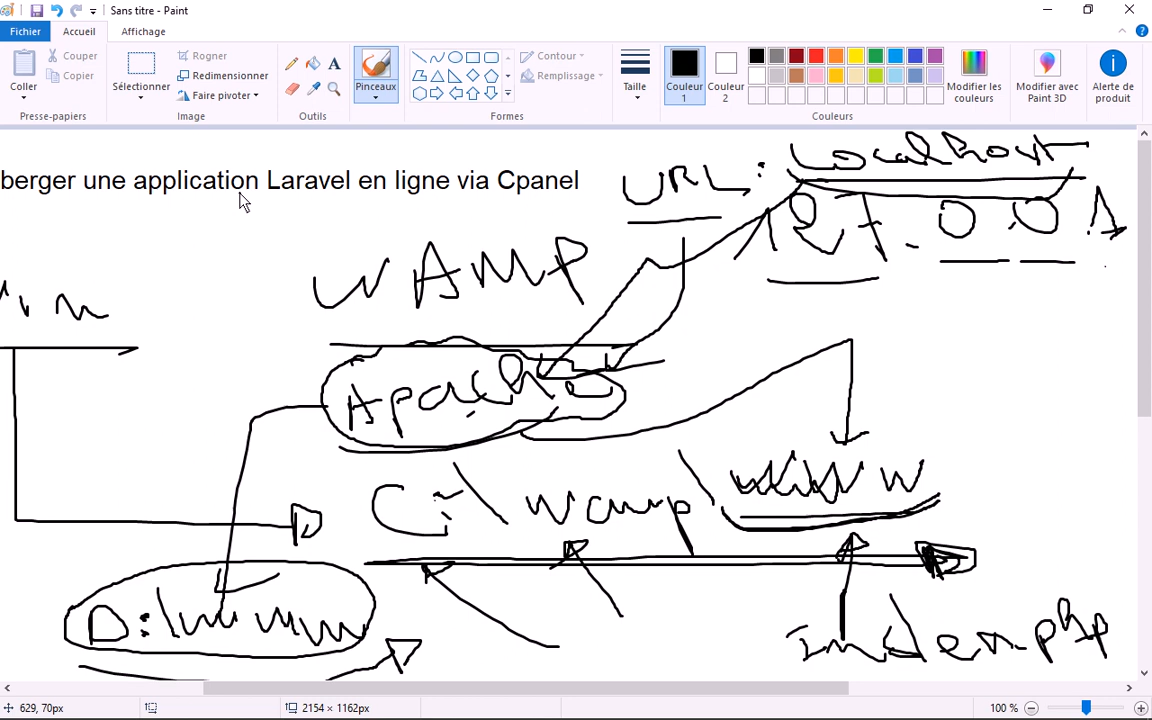 Sans titre - Paint
Fichier Accueil Affichage
Coller
Couper
Copier
Presse-papiers
Sélectionner
Rogner
Redimensionner
Faire pivoter
Image
Outils
Pinceaux
Formes
Contour
Remplissage
Taille
Couleur 1
Couleur 2
Modifier les couleurs
Couleurs
Modifier avec Paint 3D
Alerte de produit
berger une application Laravel en ligne via Cpanel
URL : Localhost
127.0.0.1
WAMP
Apache
C:\wamp\www
D:\www
index.php
629, 70px
2154 × 1162px
100 %